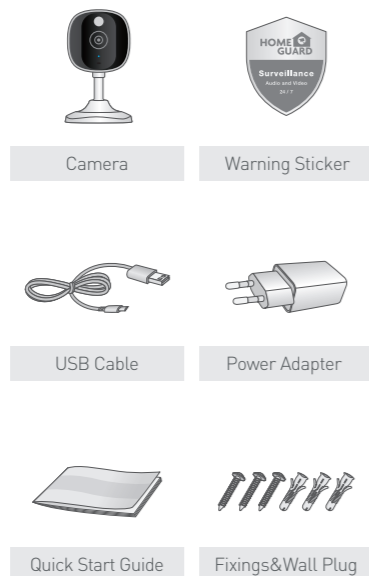 HOME
GUARD
Surveillance
Audio and Video
24 / 7
Camera
Warning Sticker
USB Cable
Power Adapter
Quick Start Guide
Fixings&Wall Plug